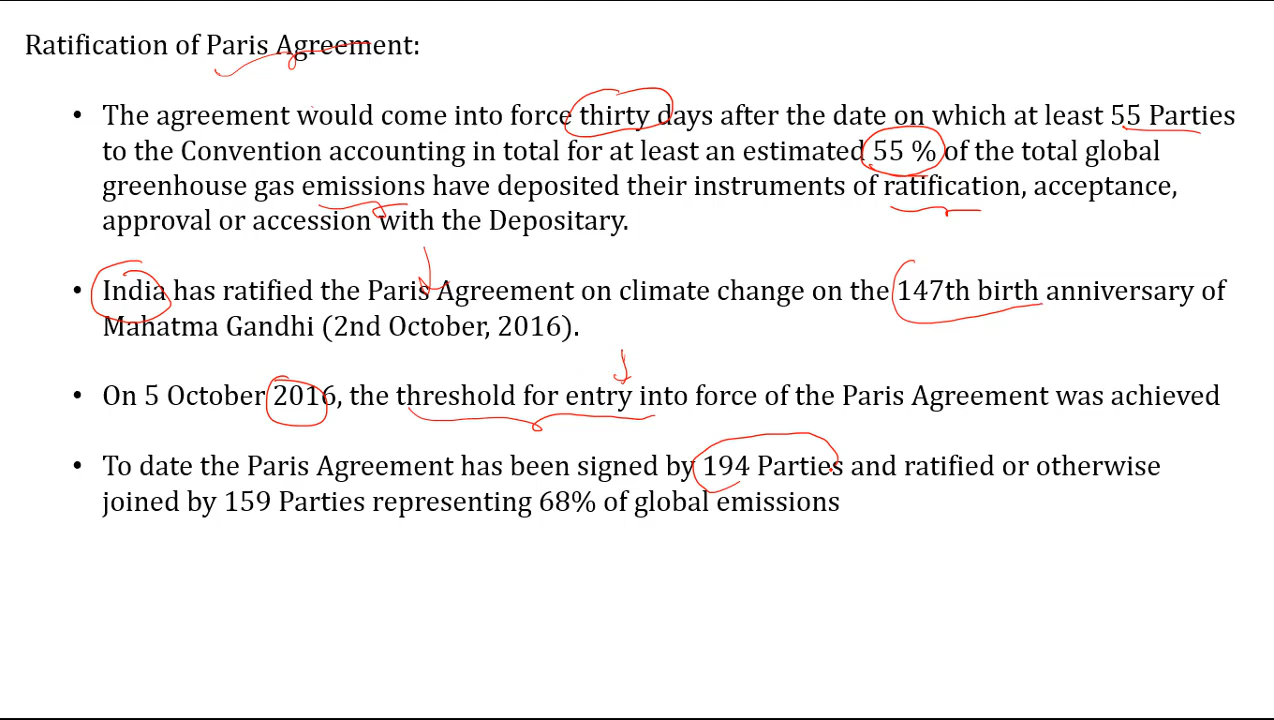 Ratification of Paris Agreement:
• The agreement would come into force thirty days after the date on which at least 55 Parties
to the Convention accounting in total for at least an estimated 55 % of the total global
greenhouse gas emissions have deposited their instruments of ratification, acceptance,
approval or accession with the Depositary.
• India has ratified the Paris Agreement on climate change on the 147th birth anniversary of
Mahatma Gandhi (2nd October, 2016).
• On 5 October 2016, the threshold for entry into force of the Paris Agreement was achieved
• To date the Paris Agreement has been signed by 194 Parties and ratified or otherwise
joined by 159 Parties representing 68% of global emissions